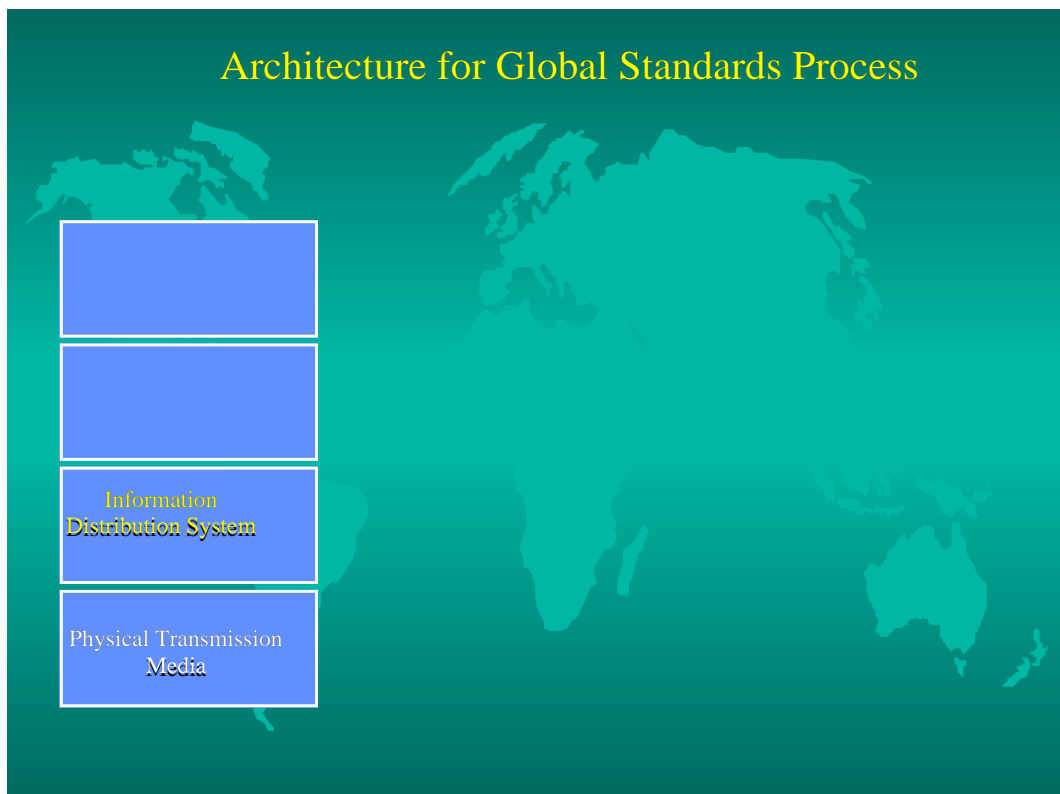 Architecture for Global Standards Process
Information
Distribution System
Physical Transmission
Media